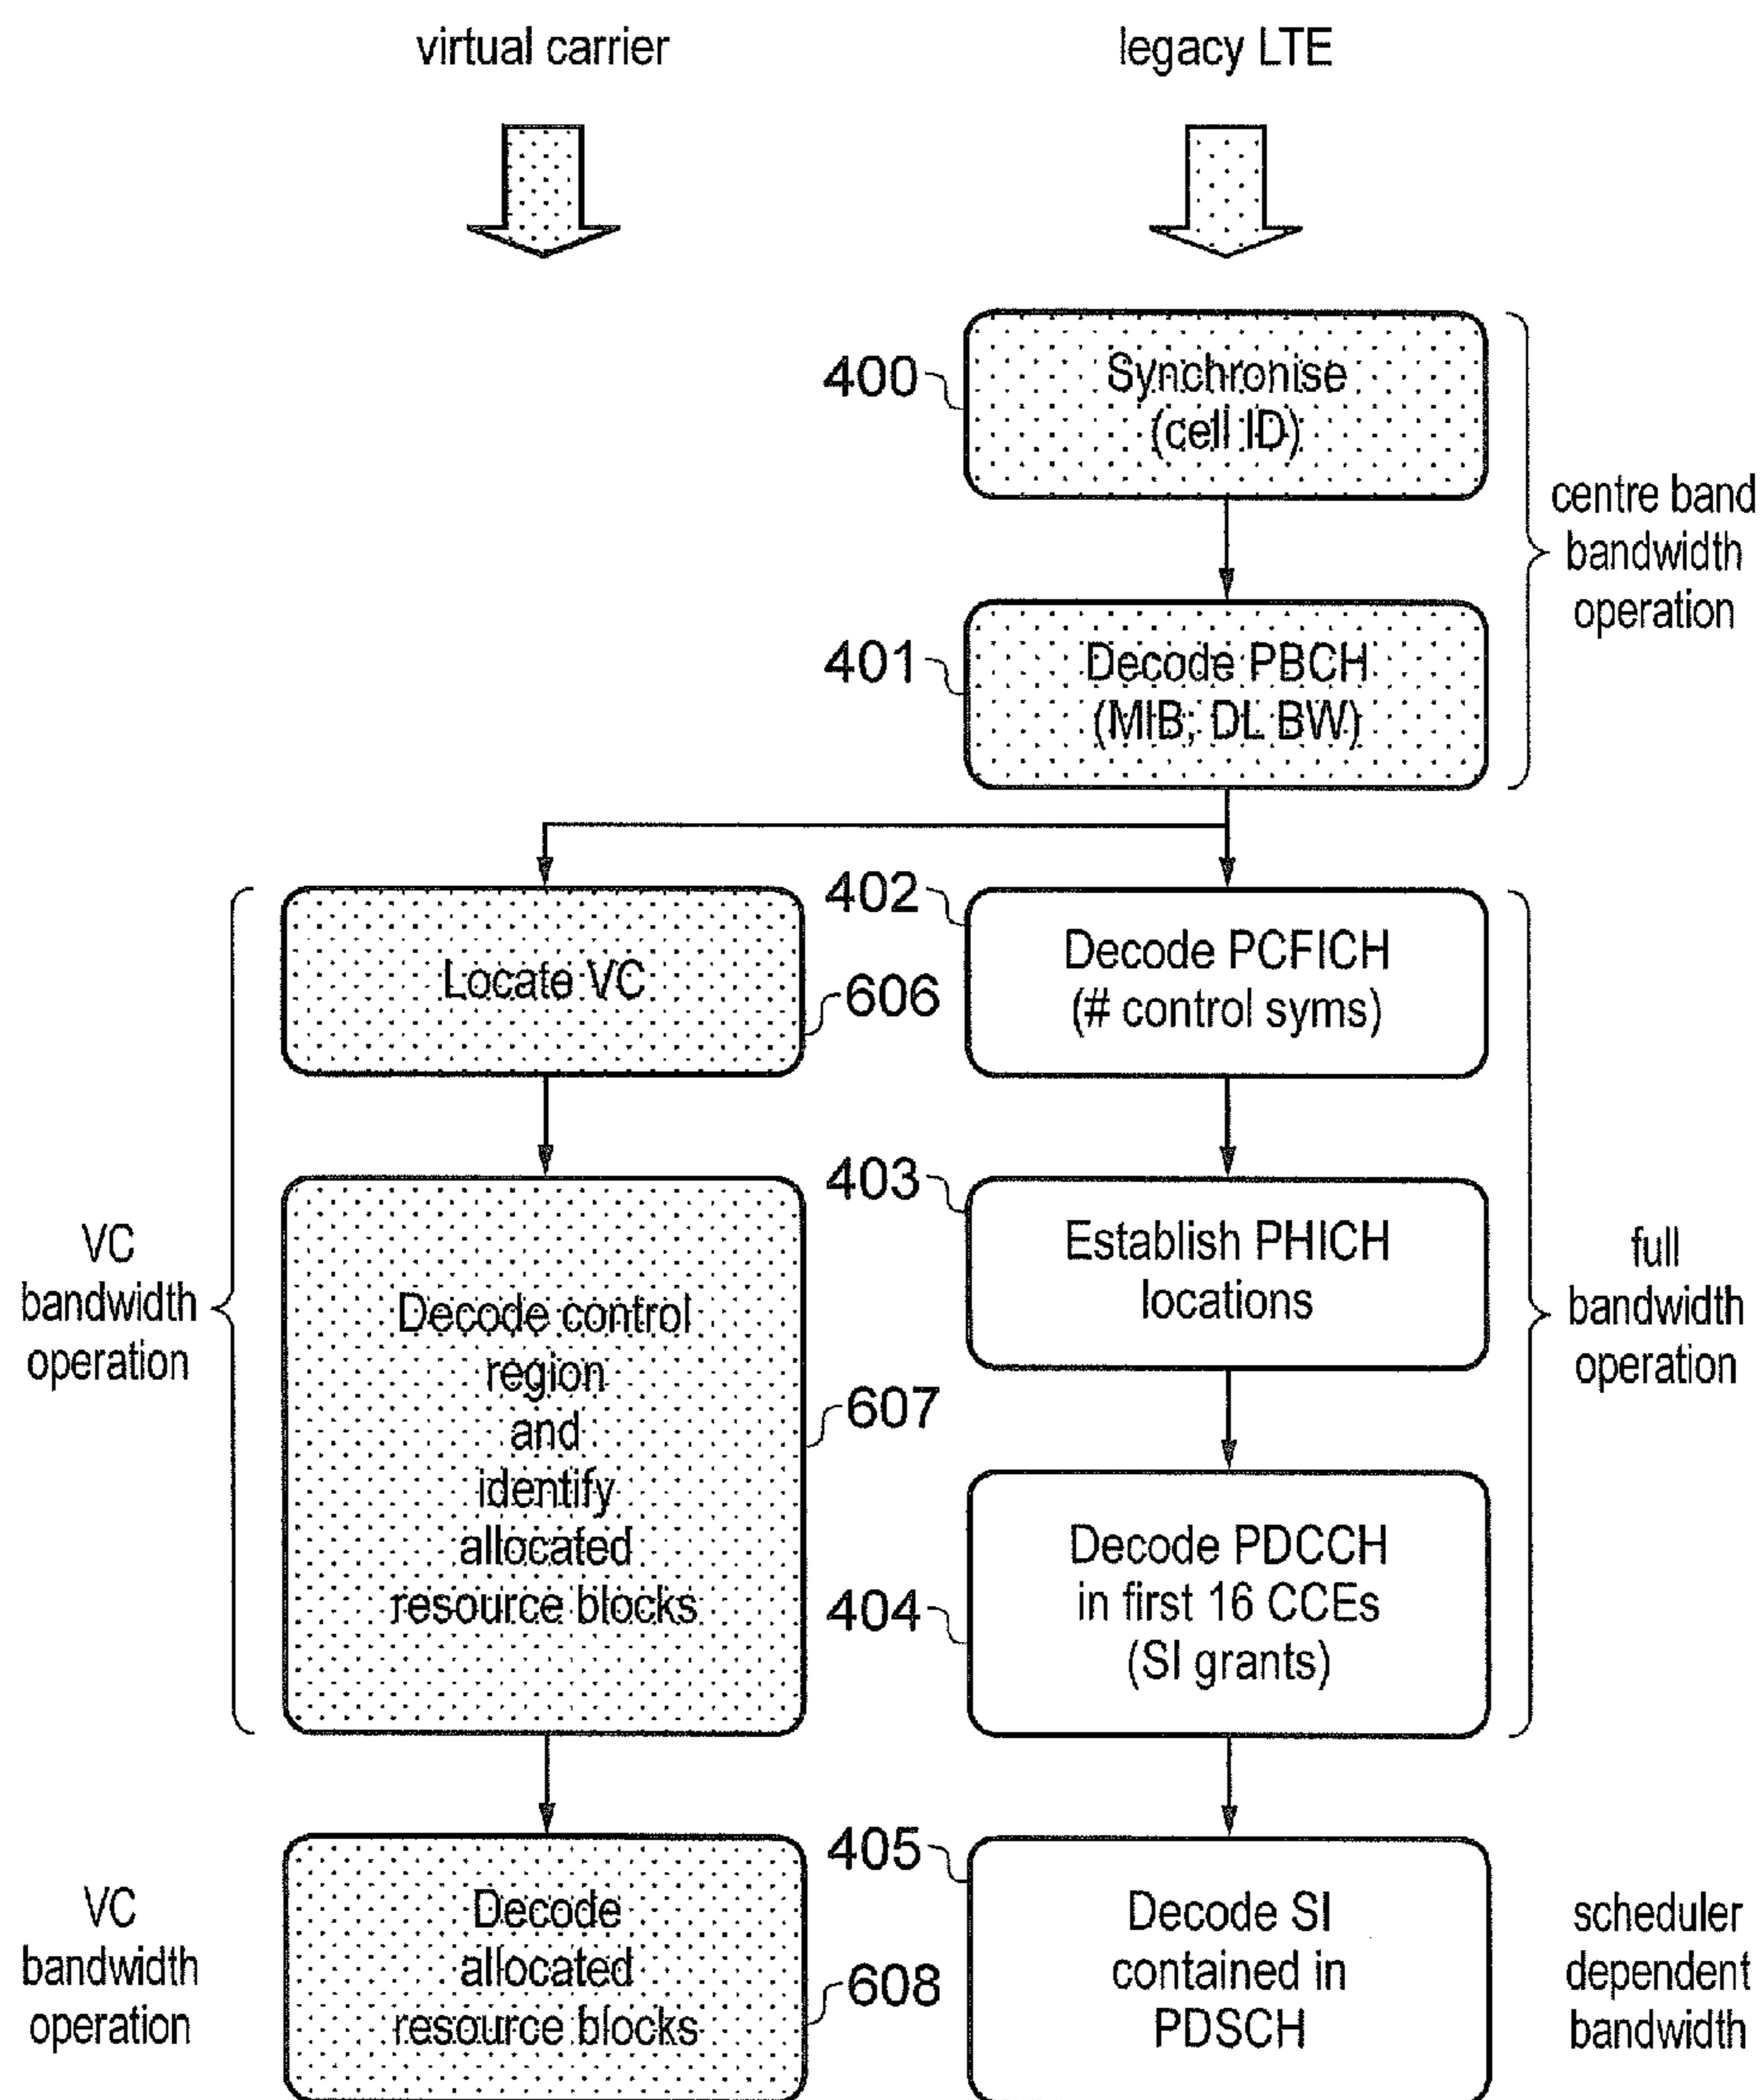 virtual carrier
legacy LTE
400
Synchronise
(cell ID)
centre band
bandwidth
operation
401
Decode PBCH
(MIB; DL BW)
VC
bandwidth
operation
Locate VC
606
402
Decode PCFICH
(# control syms)
403
Establish PHICH
locations
full
bandwidth
operation
Decode control
region
and
identify
allocated
resource blocks
607
404
Decode PDCCH
in first 16 CCEs
(SI grants)
VC
bandwidth
operation
Decode
allocated
resource blocks
608
405
Decode SI
contained in
PDSCH
scheduler
dependent
bandwidth